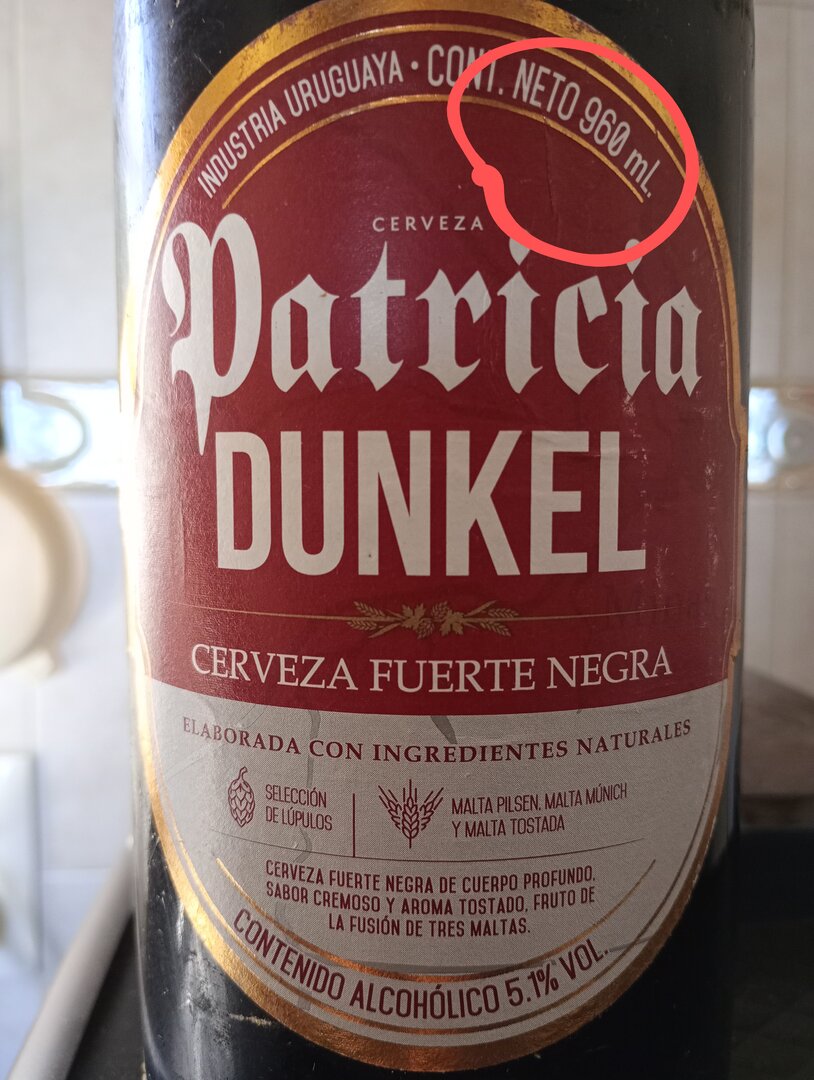 INDUSTRIA URUGUAYA · CONT. NETO 960 mL.
CERVEZA
Patricia
DUNKEL
CERVEZA FUERTE NEGRA
ELABORADA CON INGREDIENTES NATURALES
SELECCIÓN
DE LÚPULOS
MALTA PILSEN, MALTA MÚNICH
Y MALTA TOSTADA
CERVEZA FUERTE NEGRA DE CUERPO PROFUNDO,
SABOR CREMOSO Y AROMA TOSTADO, FRUTO DE
LA FUSIÓN DE TRES MALTAS.
CONTENIDO ALCOHÓLICO 5.1% VOL.